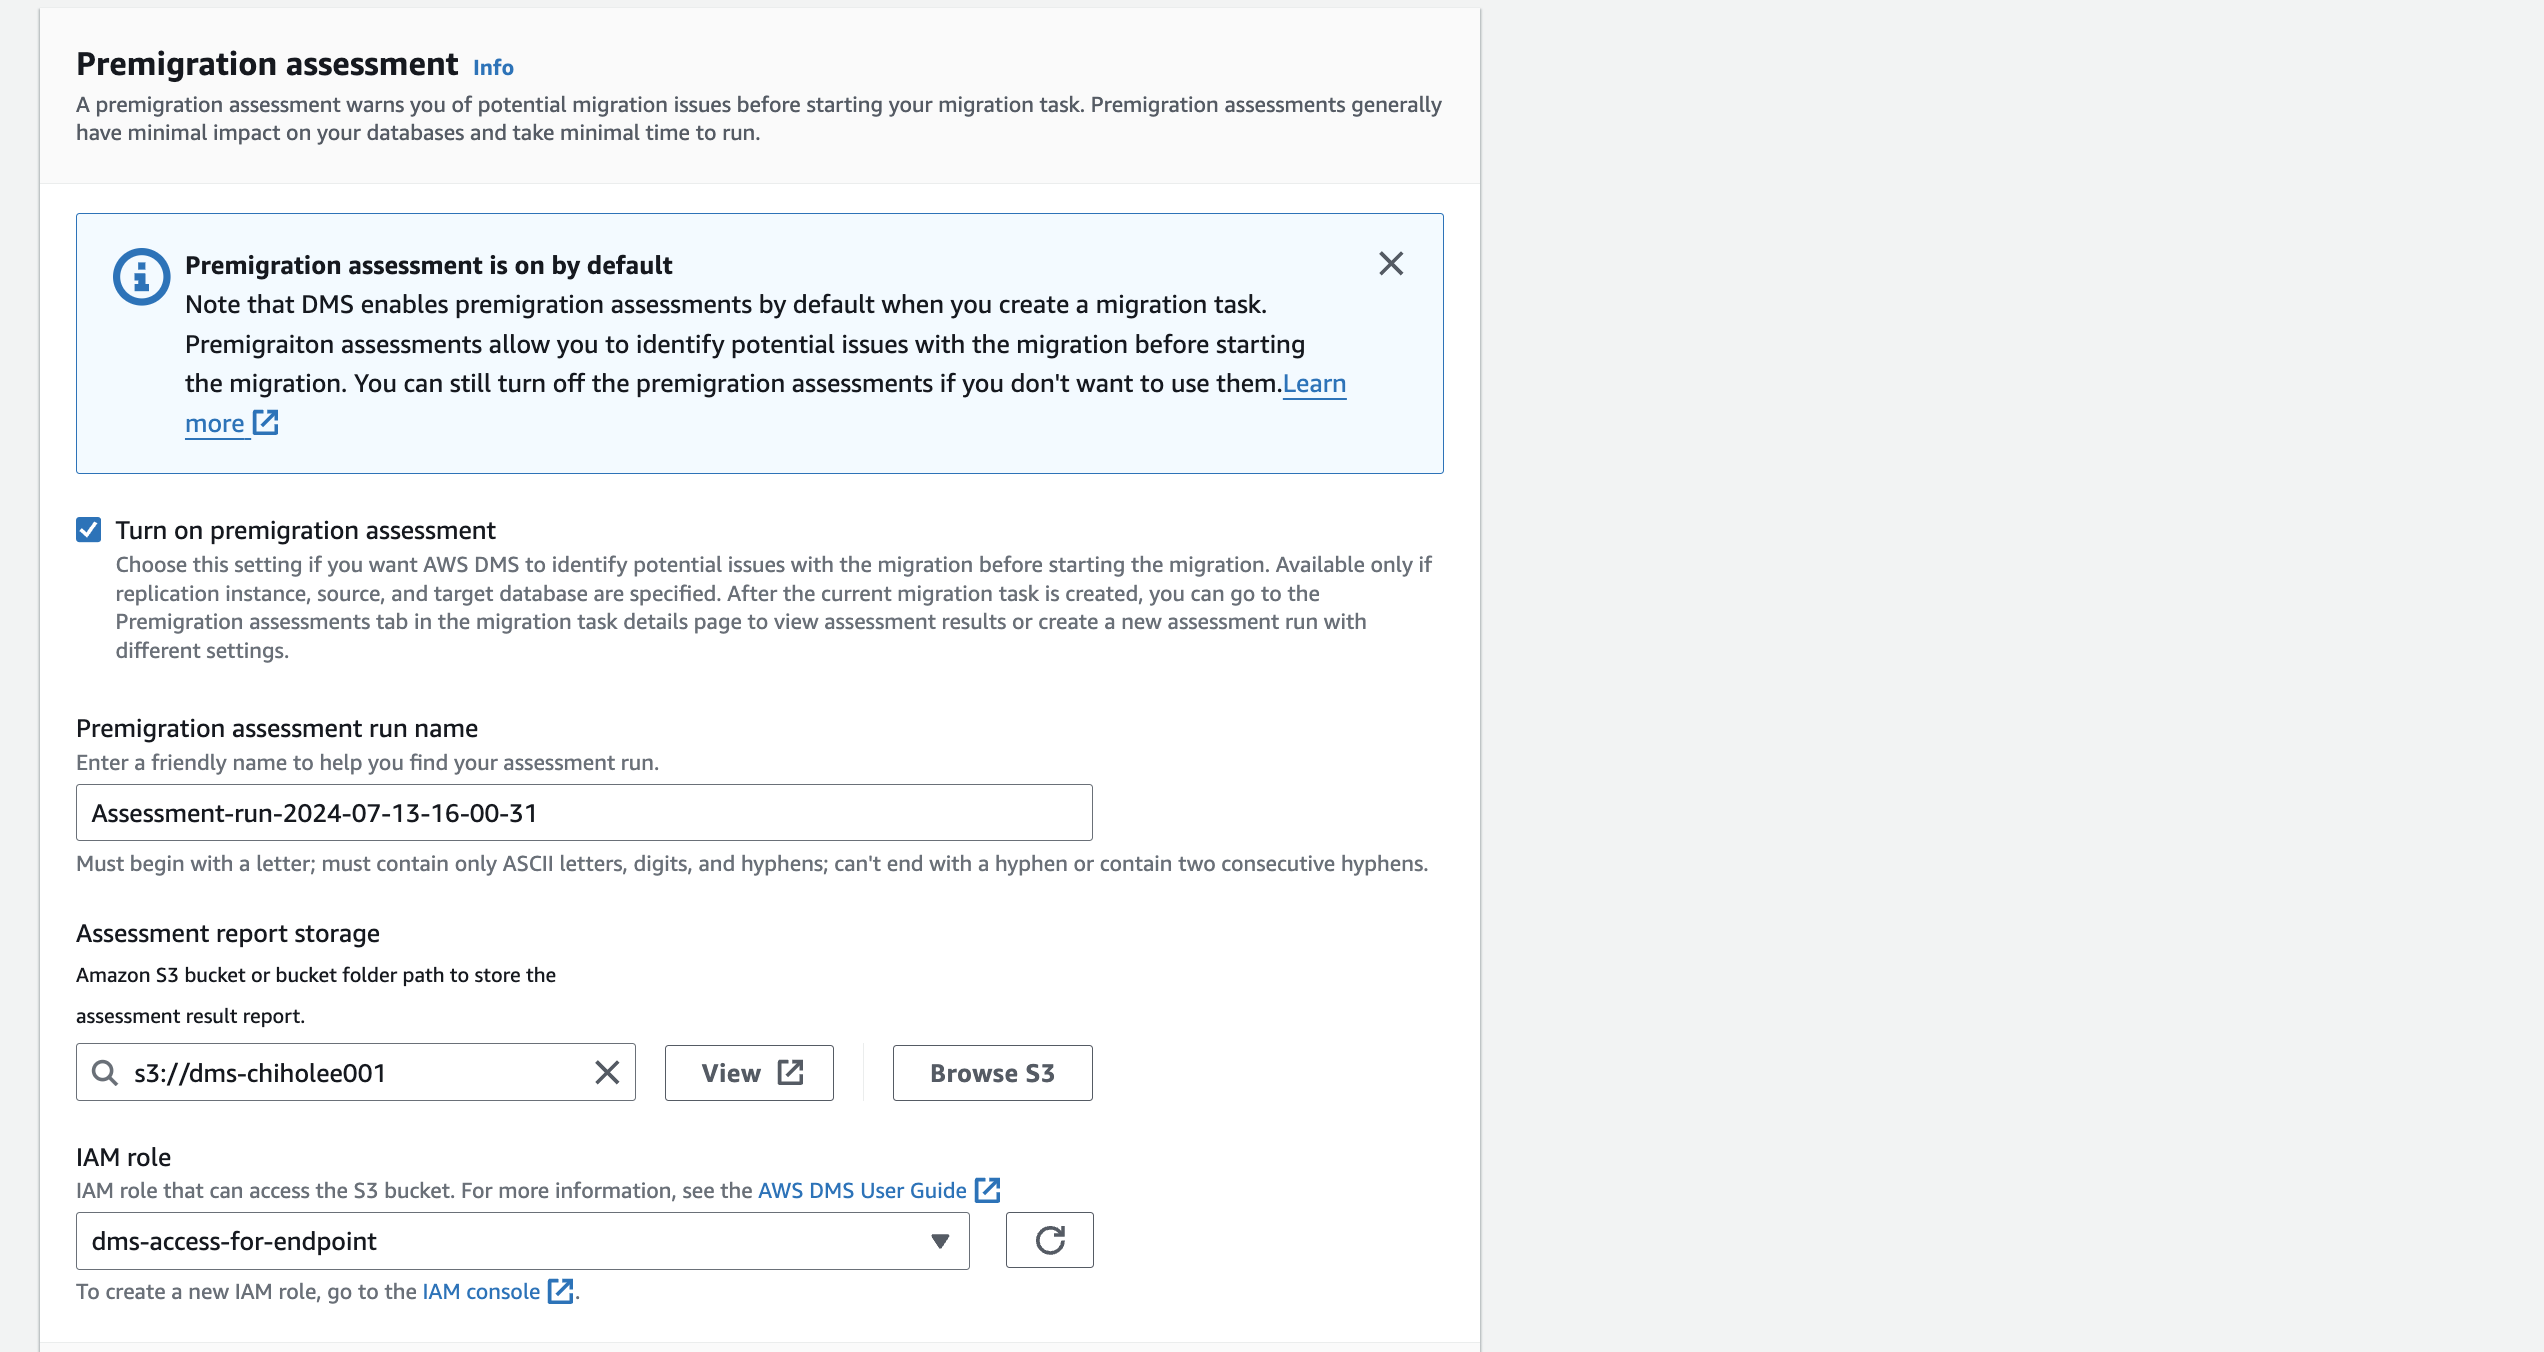 Premigration assessment Info
A premigration assessment warns you of potential migration issues before starting your migration task. Premigration assessments generally
have minimal impact on your databases and take minimal time to run.
Premigration assessment is on by default
Note that DMS enables premigration assessments by default when you create a migration task.
Premigraiton assessments allow you to identify potential issues with the migration before starting
the migration. You can still turn off the premigration assessments if you don't want to use them.Learn
more
Turn on premigration assessment
Choose this setting if you want AWS DMS to identify potential issues with the migration before starting the migration. Available only if
replication instance, source, and target database are specified. After the current migration task is created, you can go to the
Premigration assessments tab in the migration task details page to view assessment results or create a new assessment run with
different settings.
Premigration assessment run name
Enter a friendly name to help you find your assessment run.
Assessment-run-2024-07-13-16-00-31
Must begin with a letter; must contain only ASCII letters, digits, and hyphens; can't end with a hyphen or contain two consecutive hyphens.
Assessment report storage
Amazon S3 bucket or bucket folder path to store the
assessment result report.
s3://dms-chiholee001 View Browse S3
IAM role
IAM role that can access the S3 bucket. For more information, see the AWS DMS User Guide
dms-access-for-endpoint
To create a new IAM role, go to the IAM console .